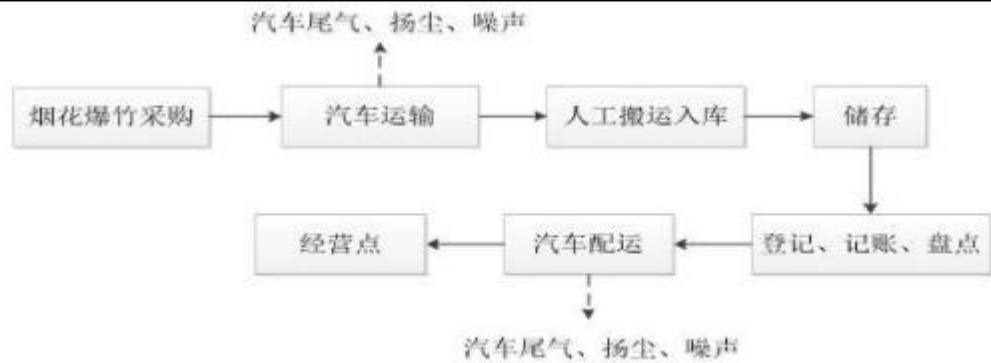 汽车尾气、扬尘、噪声
烟花爆竹采购
汽车运输
人工搬运入库
储存
经营点
汽车配运
登记、记账、盘点
汽车尾气、扬尘、噪声